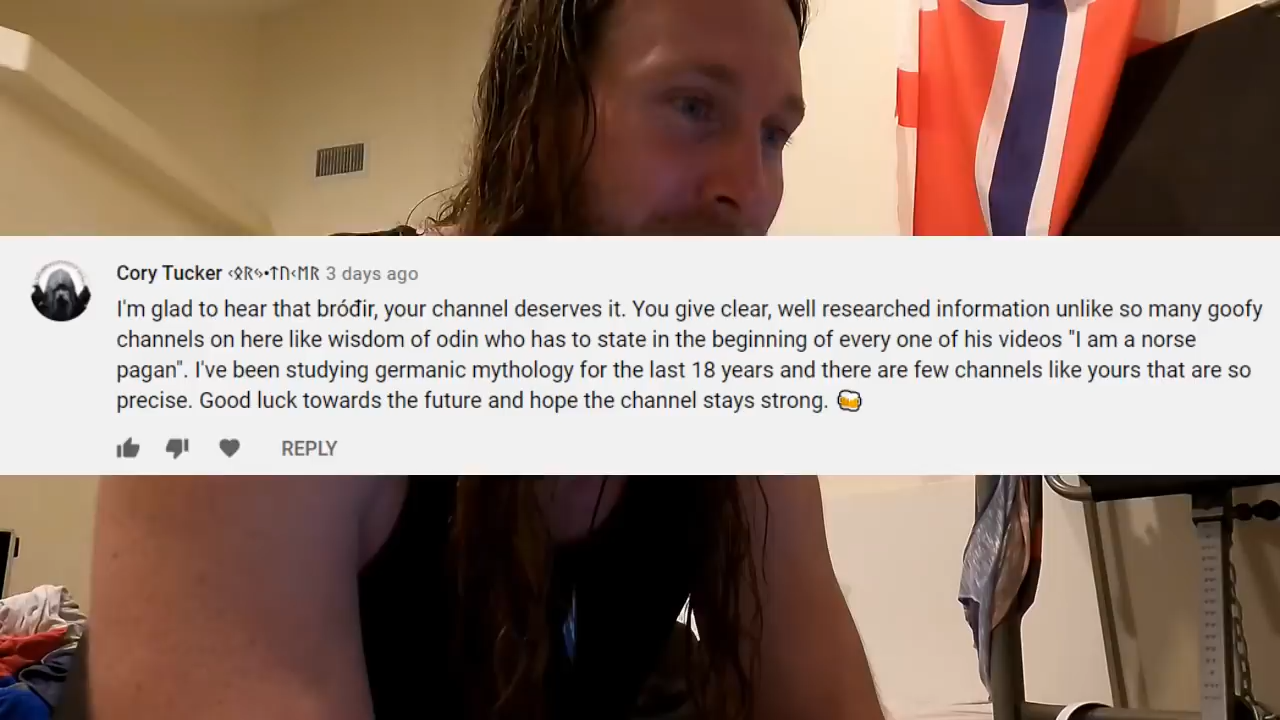 Cory Tucker ᚲᛟᚱᛃ•ᛏᚢᚲᛖᚱ 3 days ago
I'm glad to hear that bróđir, your channel deserves it. You give clear, well researched information unlike so many goofy
channels on here like wisdom of odin who has to state in the beginning of every one of his videos "I am a norse
pagan". I've been studying germanic mythology for the last 18 years and there are few channels like yours that are so
precise. Good luck towards the future and hope the channel stays strong. 🍻
REPLY